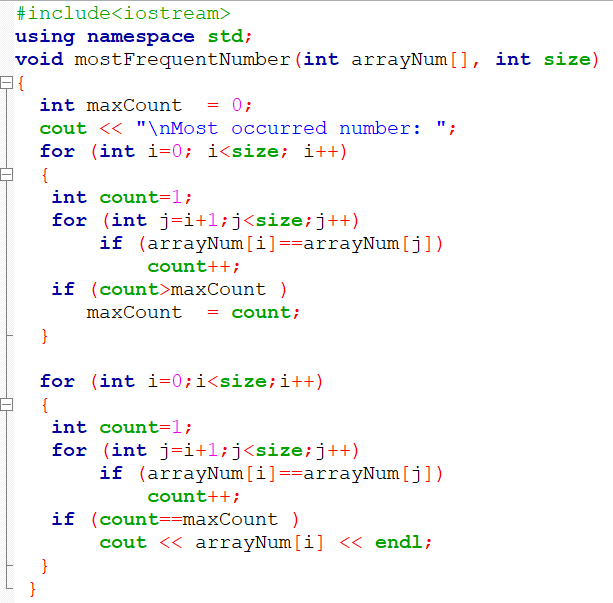 #include<iostream>
using namespace std;
void mostFrequentNumber(int arrayNum[], int size)
{
  int maxCount  = 0;
  cout << "\nMost occurred number: ";
  for (int i=0; i<size; i++)
  {
   int count=1;
   for (int j=i+1;j<size;j++)
       if (arrayNum[i]==arrayNum[j])
           count++;
   if (count>maxCount )
      maxCount  = count;
  }
  for (int i=0;i<size;i++)
  {
   int count=1;
   for (int j=i+1;j<size;j++)
       if (arrayNum[i]==arrayNum[j])
           count++;
   if (count==maxCount )
       cout << arrayNum[i] << endl;
  }
 }